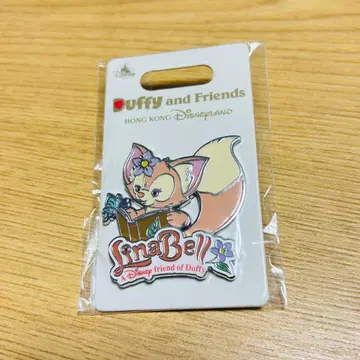 Duffy and Friends
HONG KONG Disneyland
LinaBell
A Disney friend of Duffy